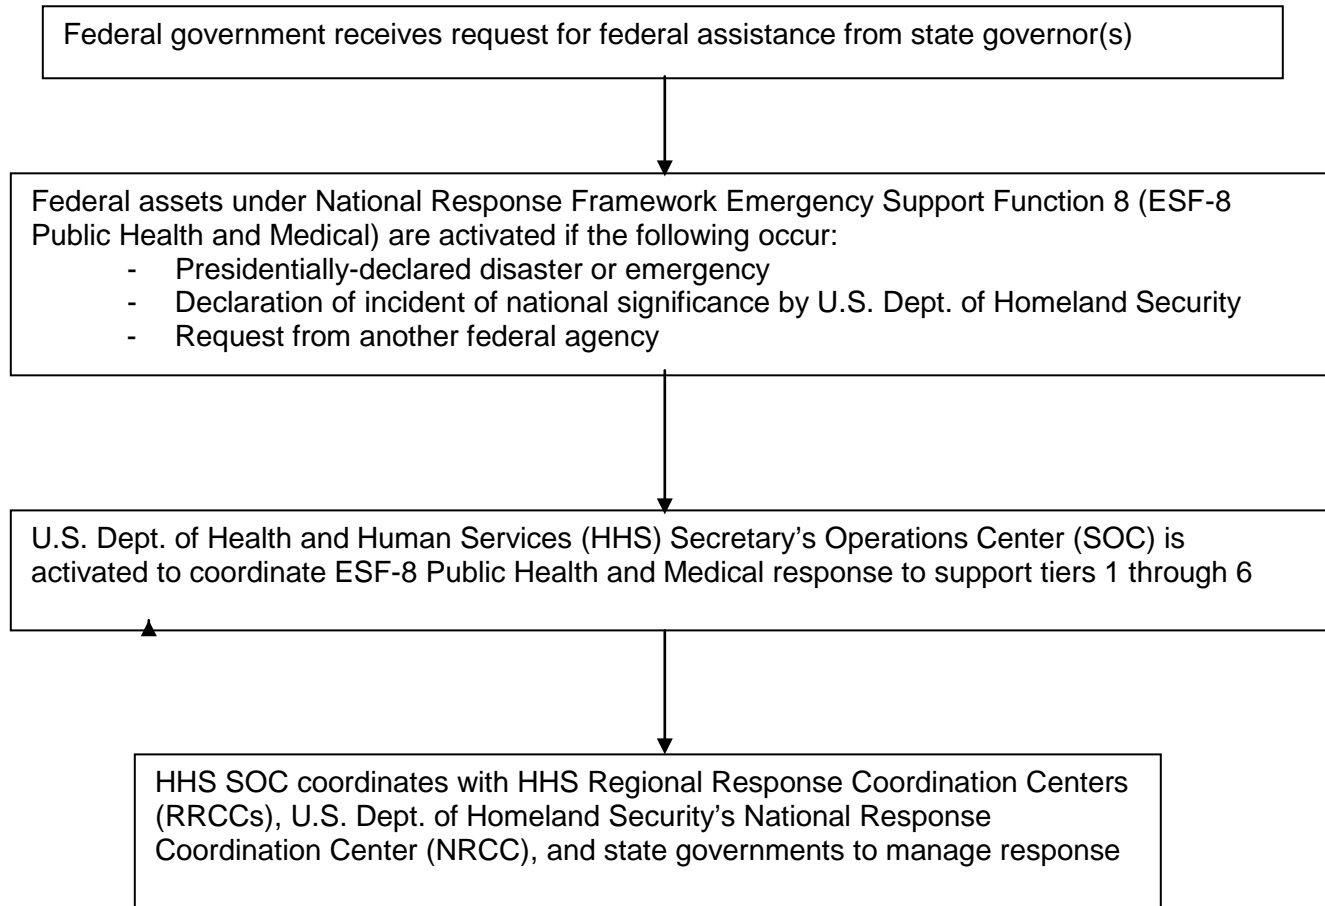 Federal government receives request for federal assistance from state governor(s)
Federal assets under National Response Framework Emergency Support Function 8 (ESF-8
Public Health and Medical) are activated if the following occur:
- Presidentially-declared disaster or emergency
- Declaration of incident of national significance by U.S. Dept. of Homeland Security
- Request from another federal agency
U.S. Dept. of Health and Human Services (HHS) Secretary’s Operations Center (SOC) is
activated to coordinate ESF-8 Public Health and Medical response to support tiers 1 through 6
HHS SOC coordinates with HHS Regional Response Coordination Centers
(RRCCs), U.S. Dept. of Homeland Security’s National Response
Coordination Center (NRCC), and state governments to manage response